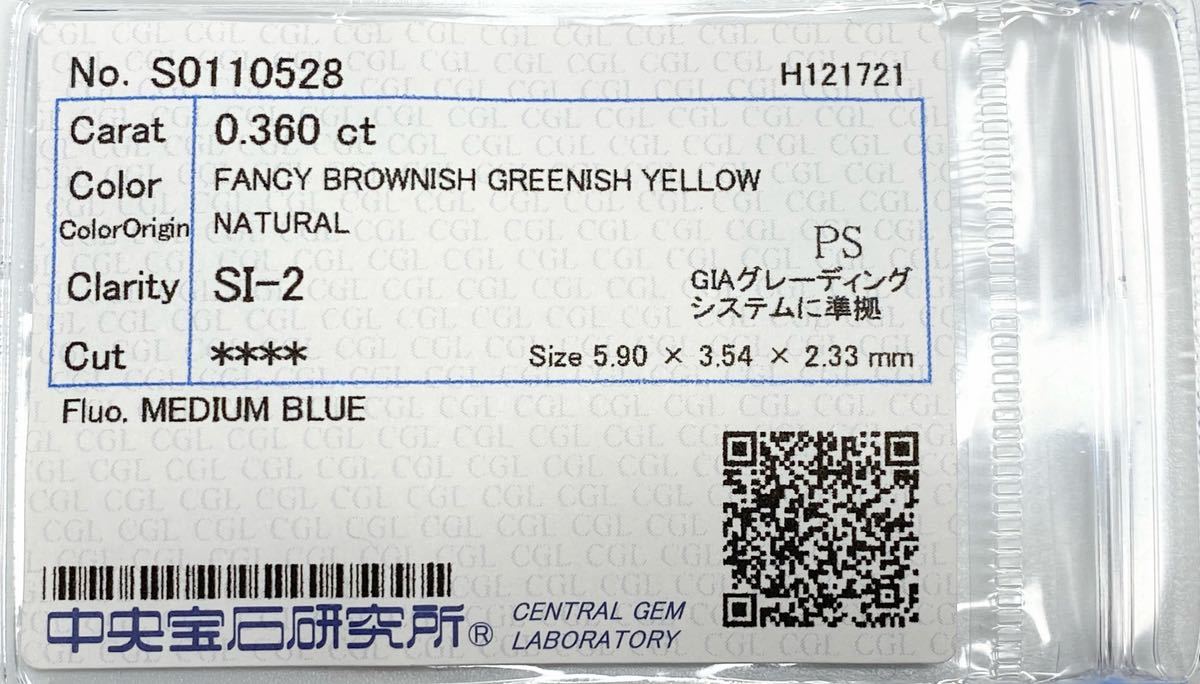 No. S0110528 H121721
Carat 0.360 ct
Color FANCY BROWNISH GREENISH YELLOW
ColorOrigin NATURAL
PS
Clarity SI-2 GIAグレーディング
システムに準拠
Cut **** Size 5.90 × 3.54 × 2.33 mm
Fluo. MEDIUM BLUE
中央宝石研究所® CENTRAL GEM
LABORATORY